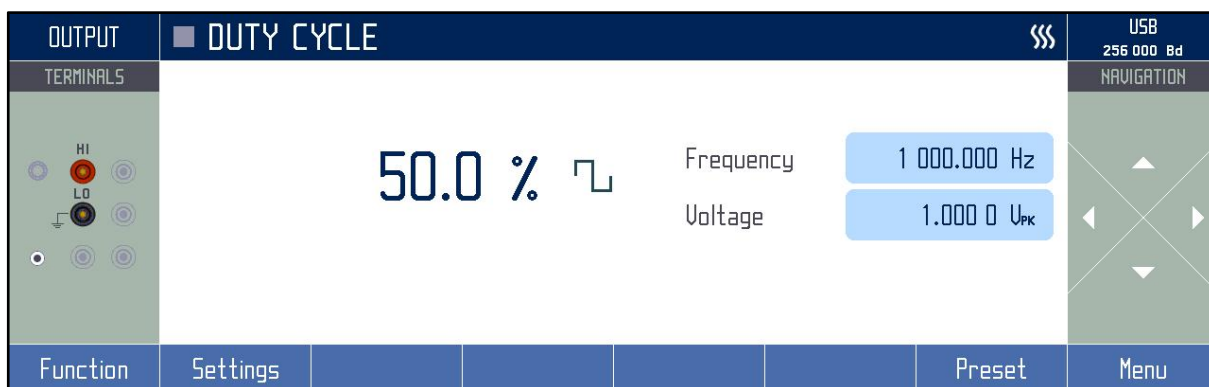 OUTPUT
DUTY CYCLE
USB
256 000 Bd
TERMINALS
NAVIGATION
HI
LO
50.0 %
Frequency 1 000.000 Hz
Voltage 1.000 0 VPK
Function Settings Preset Menu